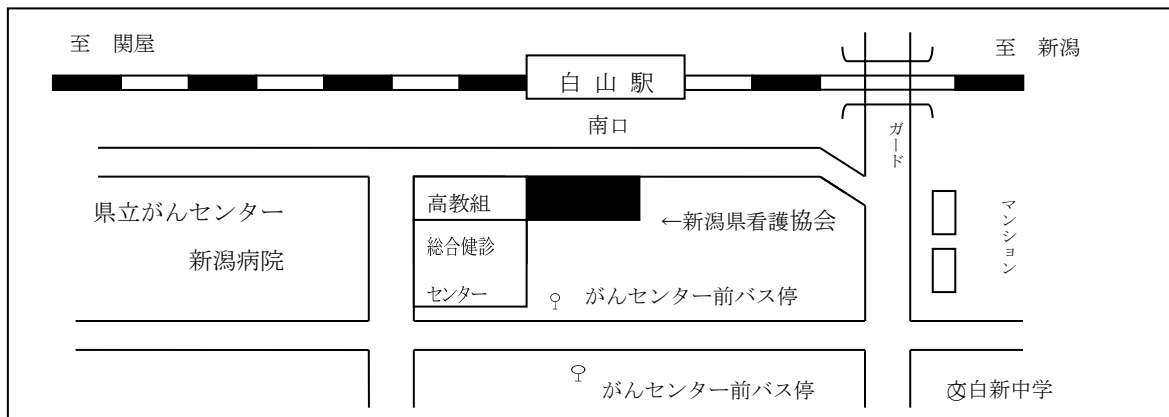 至　関屋
至　新潟
白 山 駅
南口
ガード
高教組
県立がんセンター
新潟病院
←新潟県看護協会
総合健診
センター
マンション
がんセンター前バス停
がんセンター前バス停
文白新中学